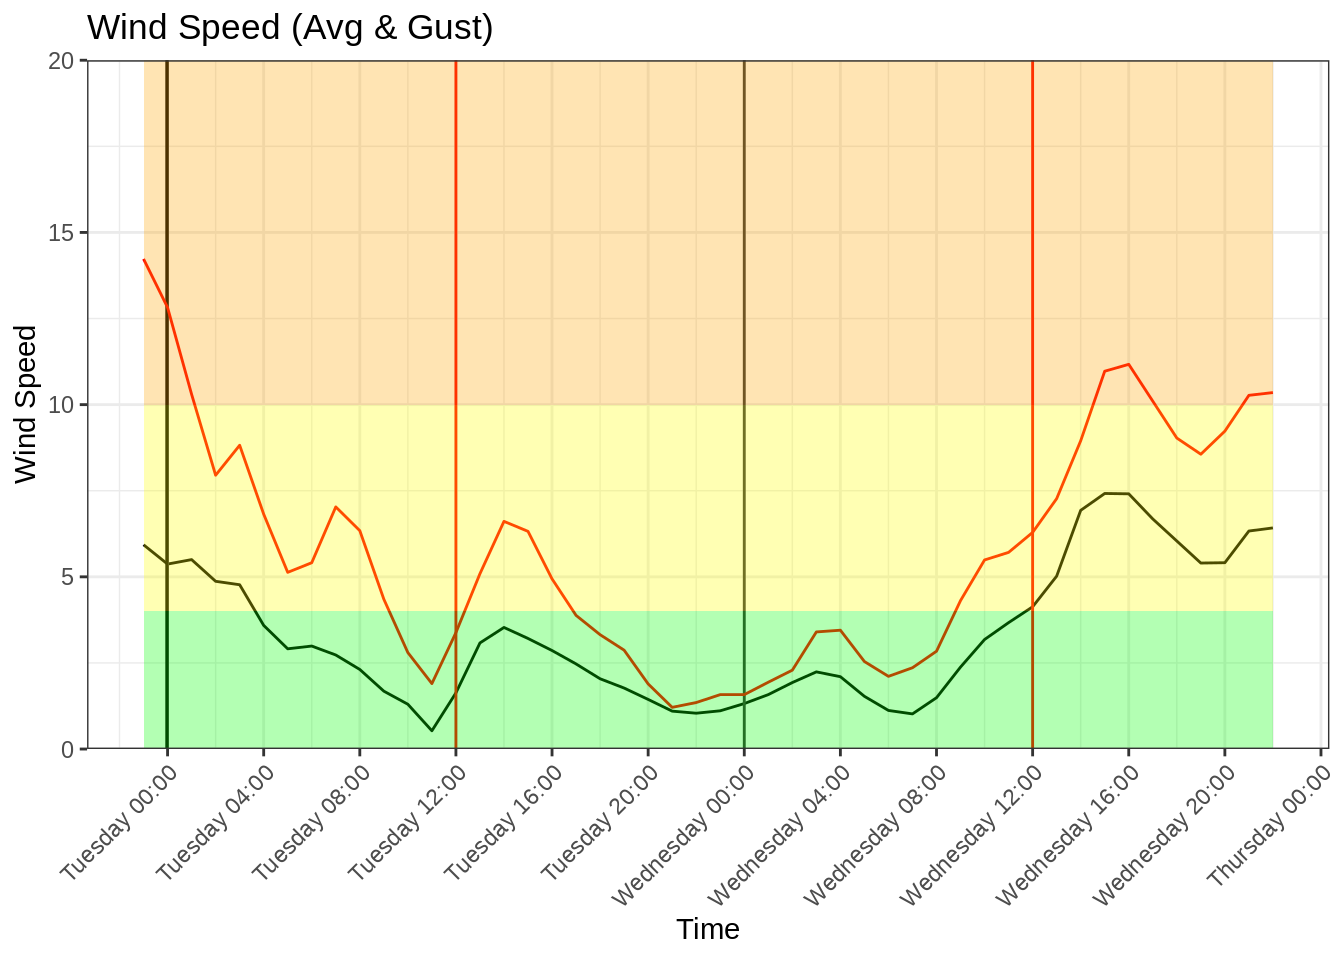 Wind Speed (Avg & Gust)
20
15
10
5
0
Wind Speed
Tuesday 00:00
Tuesday 04:00
Tuesday 08:00
Tuesday 12:00
Tuesday 16:00
Tuesday 20:00
Wednesday 00:00
Wednesday 04:00
Wednesday 08:00
Wednesday 12:00
Wednesday 16:00
Wednesday 20:00
Thursday 00:00
Time